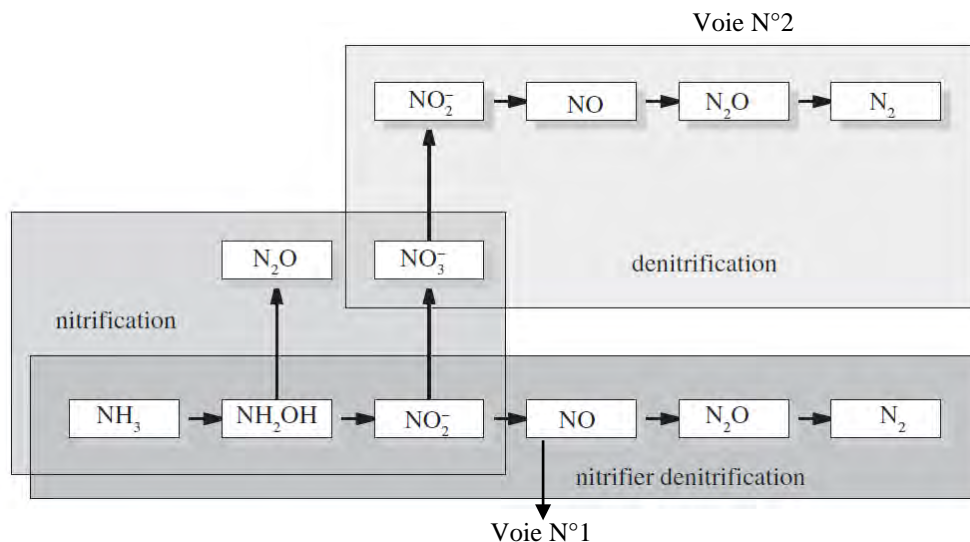 Voie N°2
NO₂⁻ NO N₂O N₂
N₂O NO₃⁻ denitrification
nitrification
NH₃ NH₂OH NO₂⁻ NO N₂O N₂
nitrifier denitrification
Voie N°1